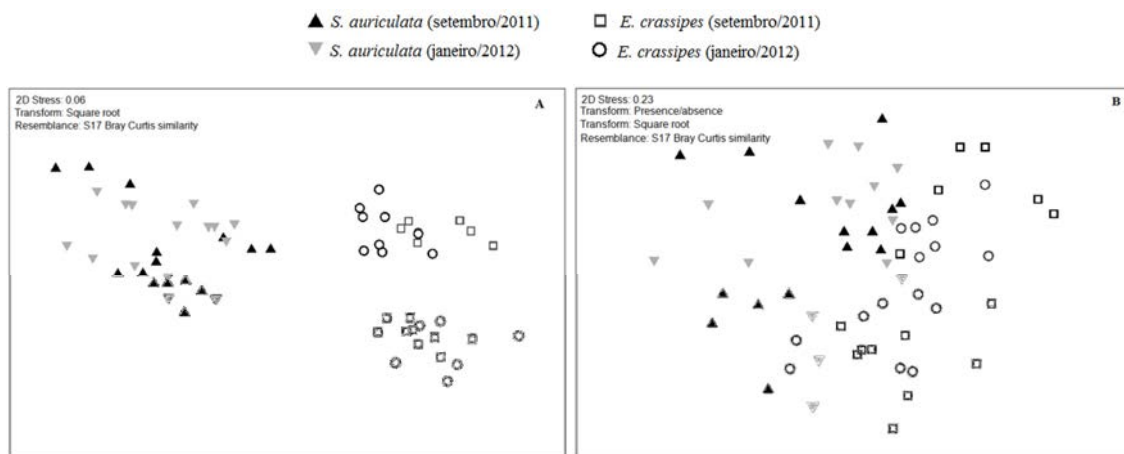 S. auriculata (setembro/2011)
E. crassipes (setembro/2011)
S. auriculata (janeiro/2012)
E. crassipes (janeiro/2012)
2D Stress: 0.06
Transform: Square root
Resemblance: S17 Bray Curtis similarity
A
2D Stress: 0.23
Transform: Presence/absence
Transform: Square root
Resemblance: S17 Bray Curtis similarity
B